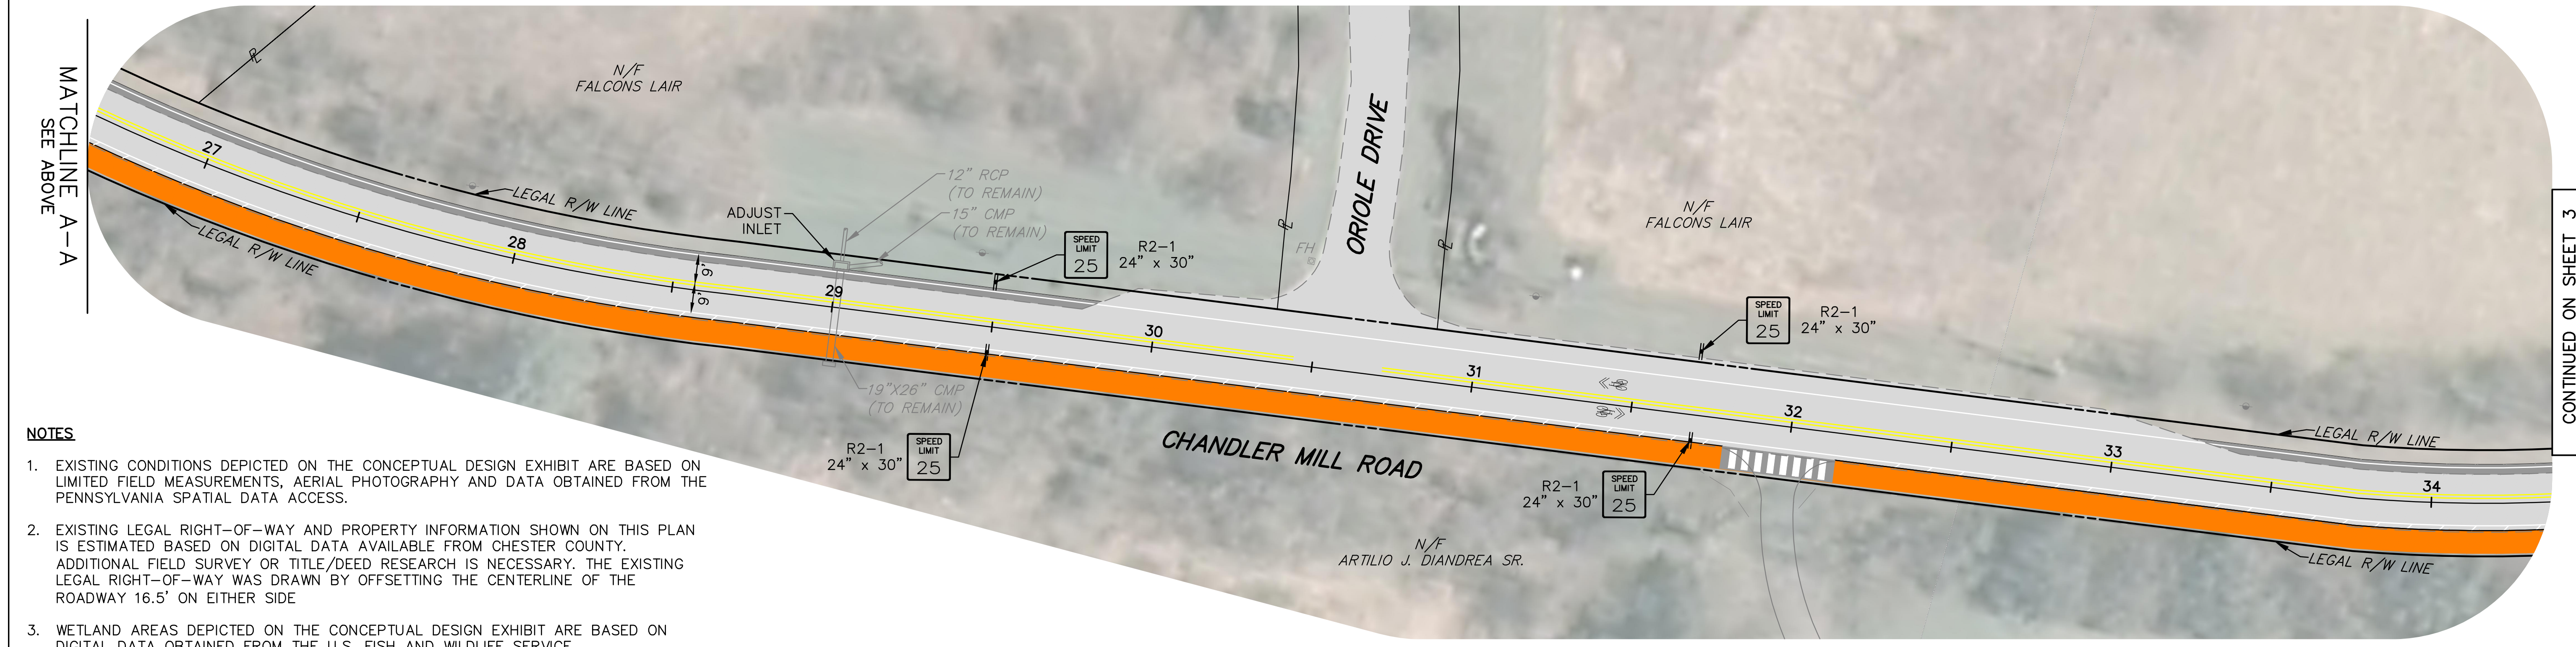 MATCHLINE A-A
SEE ABOVE
N/F
FALCONS LAIR
27
28
29
30
31
32
33
34
LEGAL R/W LINE
LEGAL R/W LINE
ADJUST
INLET
12" RCP
(TO REMAIN)
15" CMP
(TO REMAIN)
9'
9'
SPEED
LIMIT
25
R2-1
24" x 30"
FH
ORIOLE DRIVE
N/F
FALCONS LAIR
SPEED
LIMIT
25
R2-1
24" x 30"
19"X26" CMP
(TO REMAIN)
R2-1
24" x 30"
SPEED
LIMIT
25
CHANDLER MILL ROAD
R2-1
24" x 30"
SPEED
LIMIT
25
N/F
ARTILIO J. DIANDREA SR.
LEGAL R/W LINE
LEGAL R/W LINE
CONTINUED ON SHEET 3
NOTES
1. EXISTING CONDITIONS DEPICTED ON THE CONCEPTUAL DESIGN EXHIBIT ARE BASED ON
LIMITED FIELD MEASUREMENTS, AERIAL PHOTOGRAPHY AND DATA OBTAINED FROM THE
PENNSYLVANIA SPATIAL DATA ACCESS.
2. EXISTING LEGAL RIGHT-OF-WAY AND PROPERTY INFORMATION SHOWN ON THIS PLAN
IS ESTIMATED BASED ON DIGITAL DATA AVAILABLE FROM CHESTER COUNTY.
ADDITIONAL FIELD SURVEY OR TITLE/DEED RESEARCH IS NECESSARY. THE EXISTING
LEGAL RIGHT-OF-WAY WAS DRAWN BY OFFSETTING THE CENTERLINE OF THE
ROADWAY 16.5' ON EITHER SIDE
3. WETLAND AREAS DEPICTED ON THE CONCEPTUAL DESIGN EXHIBIT ARE BASED ON
DIGITAL DATA OBTAINED FROM THE U.S. FISH AND WILDLIFE SERVICE